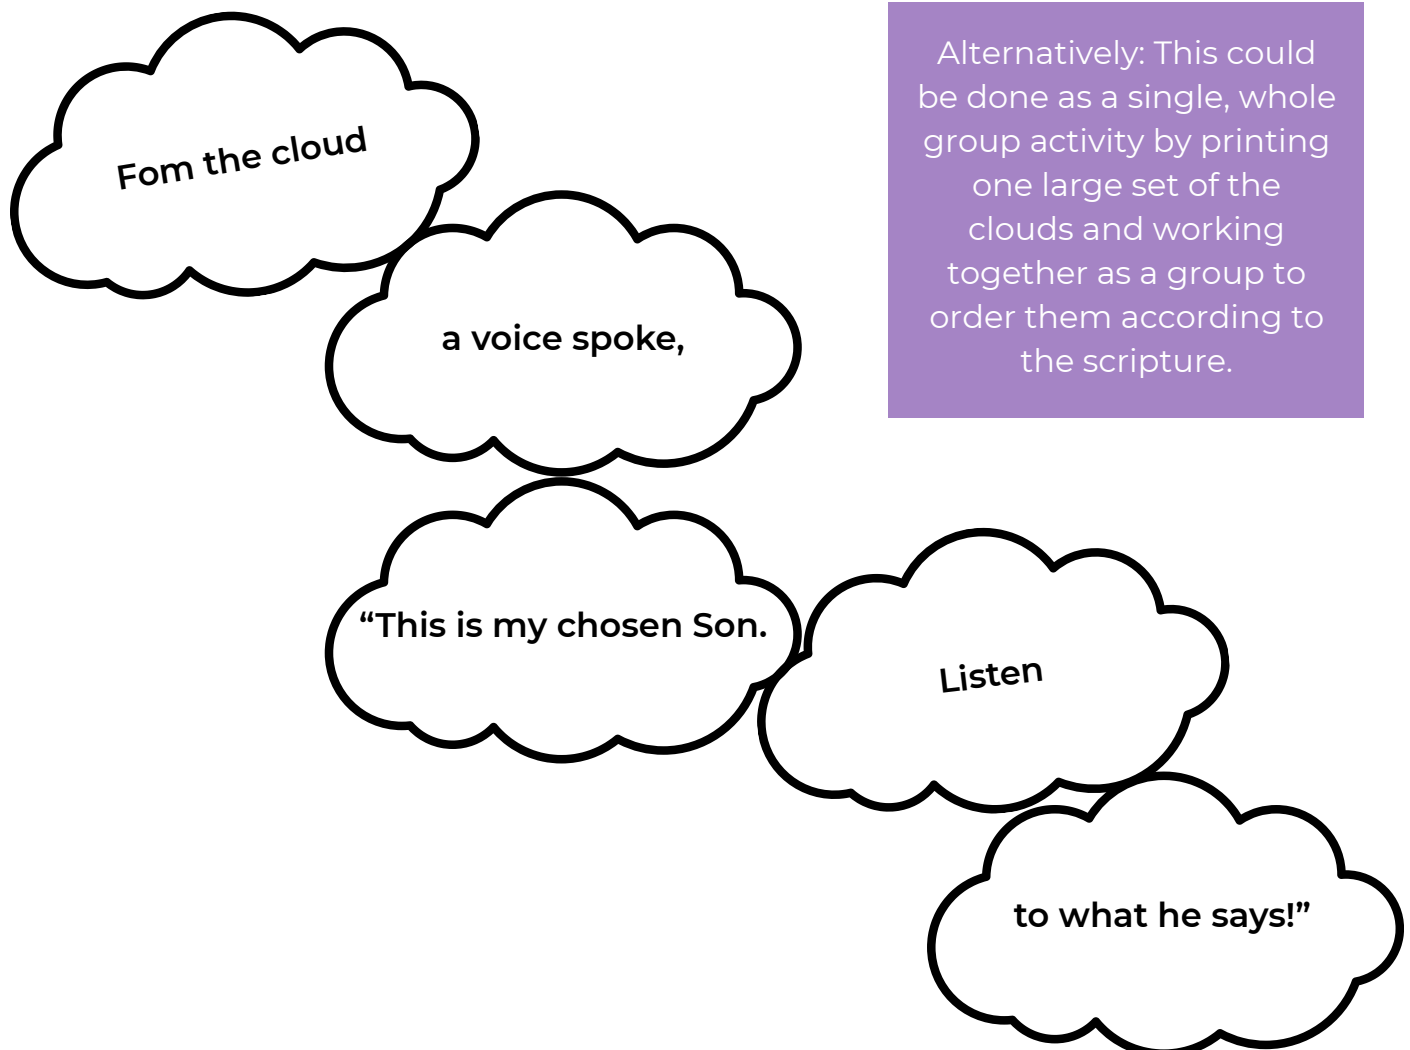 Fom the cloud
a voice spoke,
“This is my chosen Son.
Listen
to what he says!”
Alternatively: This could
be done as a single, whole
group activity by printing
one large set of the
clouds and working
together as a group to
order them according to
the scripture.